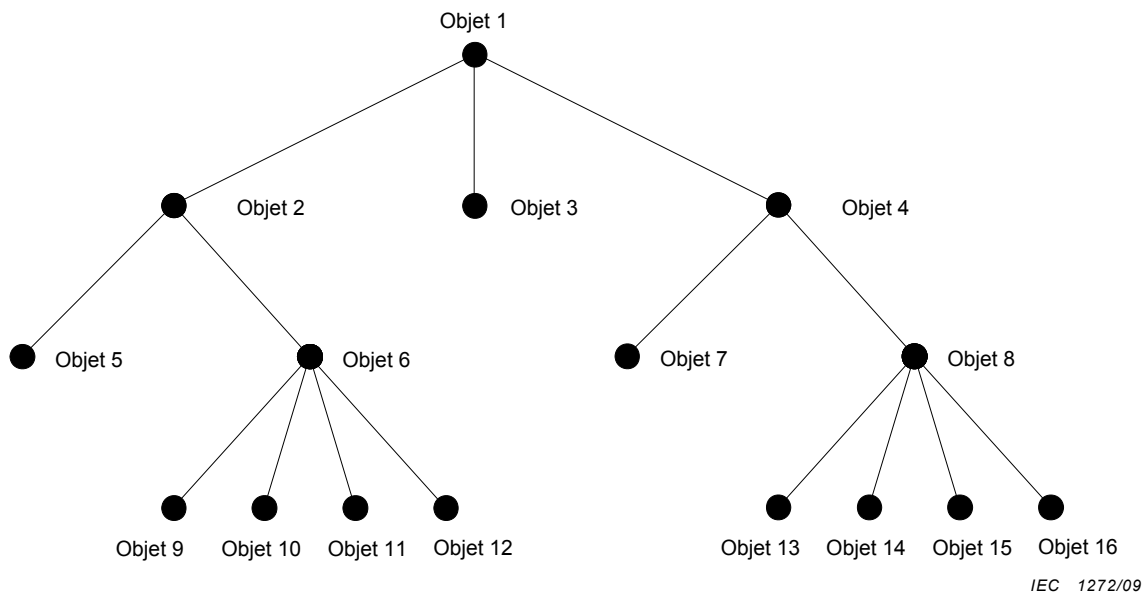 Objet 1
Objet 2
Objet 3
Objet 4
Objet 5
Objet 6
Objet 7
Objet 8
Objet 9
Objet 10
Objet 11
Objet 12
Objet 13
Objet 14
Objet 15
Objet 16
IEC 1272/09